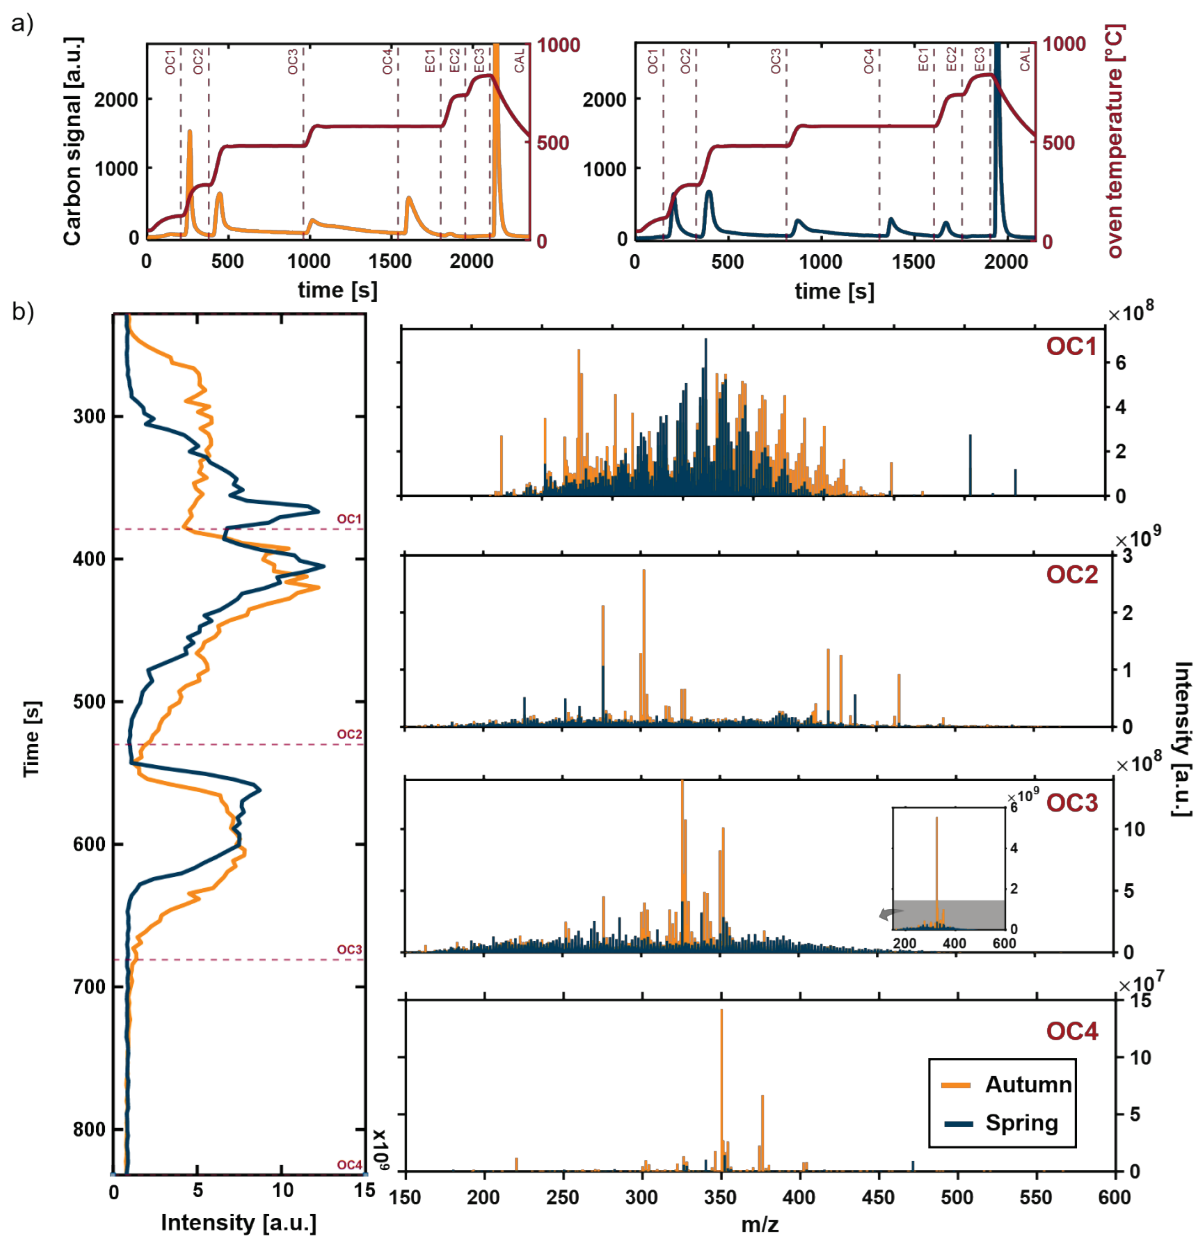 a)
Carbon signal [a.u.]
2000
1000
0
OC1
OC2
OC3
OC4
EC1
EC2
EC3
CAL
1000
500
0
0
500
1000
1500
2000
time [s]
2000
1000
0
OC1
OC2
OC3
OC4
EC1
EC2
EC3
CAL
1000
500
0
oven temperature [°C]
0
500
1000
1500
2000
time [s]
b)
Time [s]
300
400
500
600
700
800
OC1
OC2
OC3
OC4
0
5
10
15
x10⁹
Intensity [a.u.]
×10⁸
OC1
6
4
2
0
×10⁹
OC2
3
2
1
0
×10⁸
OC3
10
5
0
×10⁹
6
4
2
0
200
400
600
×10⁷
OC4
15
10
5
0
Autumn
Spring
150
200
250
300
350
400
450
500
550
600
m/z
Intensity [a.u.]